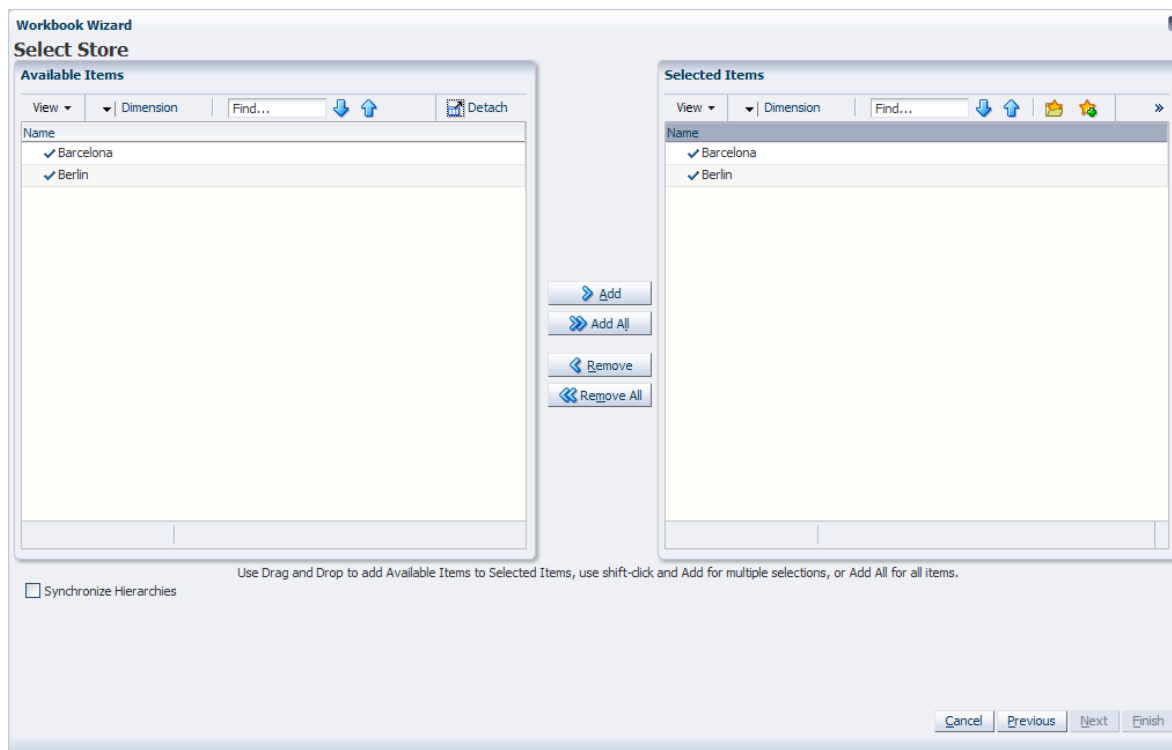 Workbook Wizard
Select Store
Available Items
View Dimension Find... Detach
Name
Barcelona
Berlin
Add
Add All
Remove
Remove All
Selected Items
View Dimension Find... »
Name
Barcelona
Berlin
Use Drag and Drop to add Available Items to Selected Items, use shift-click and Add for multiple selections, or Add All for all items.
Synchronize Hierarchies
Cancel Previous Next Finish